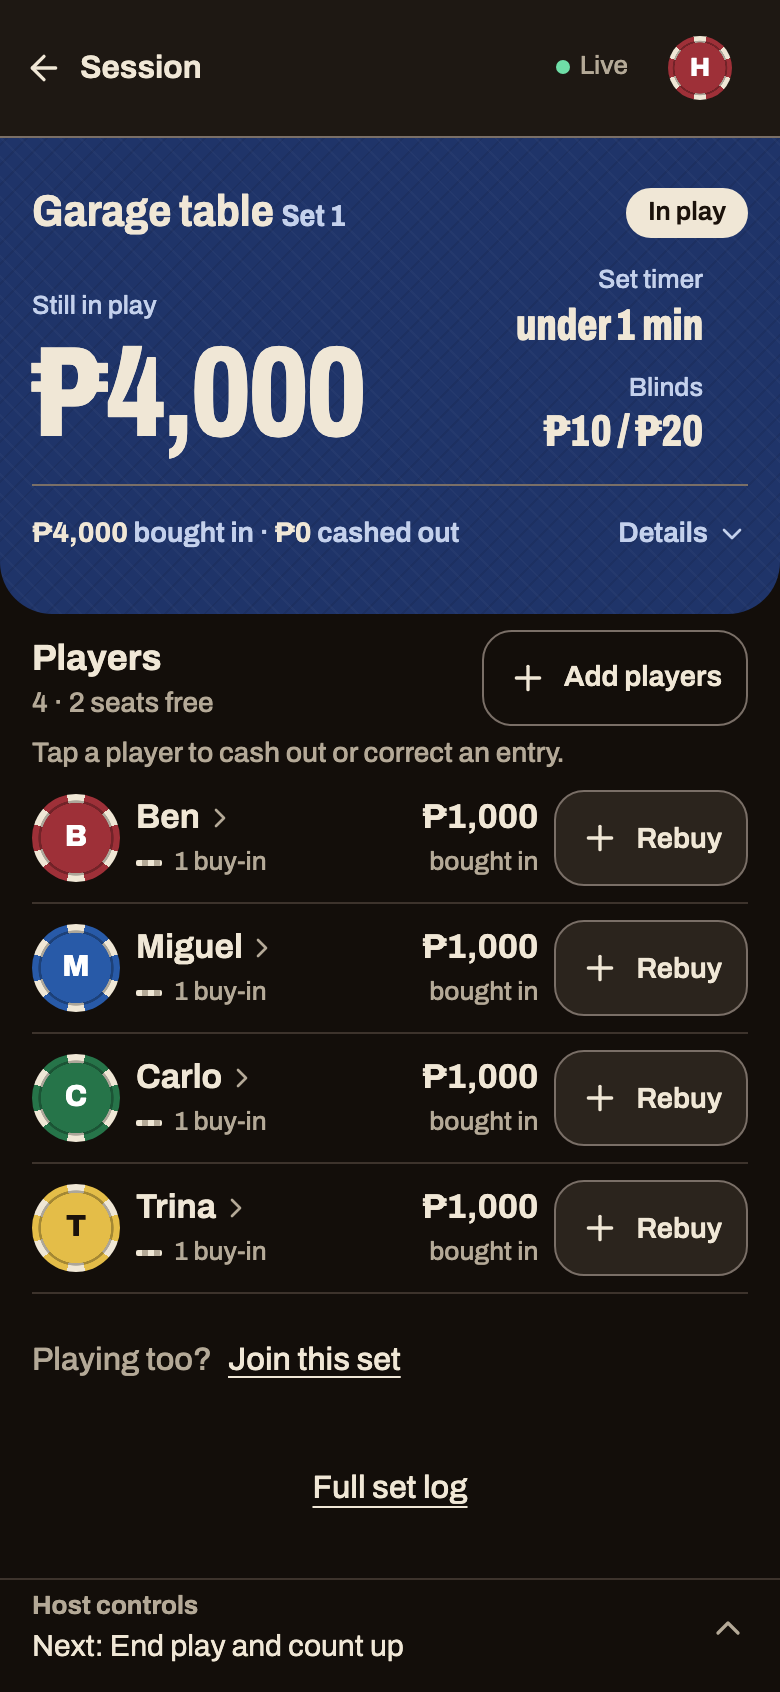 Session
Live
H
Garage table Set 1
In play
Still in play
₱4,000
Set timer
under 1 min
Blinds
₱10 / ₱20
₱4,000 bought in · ₱0 cashed out
Details
Players
4 · 2 seats free
Add players
Tap a player to cash out or correct an entry.
B
Ben
1 buy-in
₱1,000
bought in
Rebuy
M
Miguel
1 buy-in
₱1,000
bought in
Rebuy
C
Carlo
1 buy-in
₱1,000
bought in
Rebuy
T
Trina
1 buy-in
₱1,000
bought in
Rebuy
Playing too? Join this set
Full set log
Host controls
Next: End play and count up